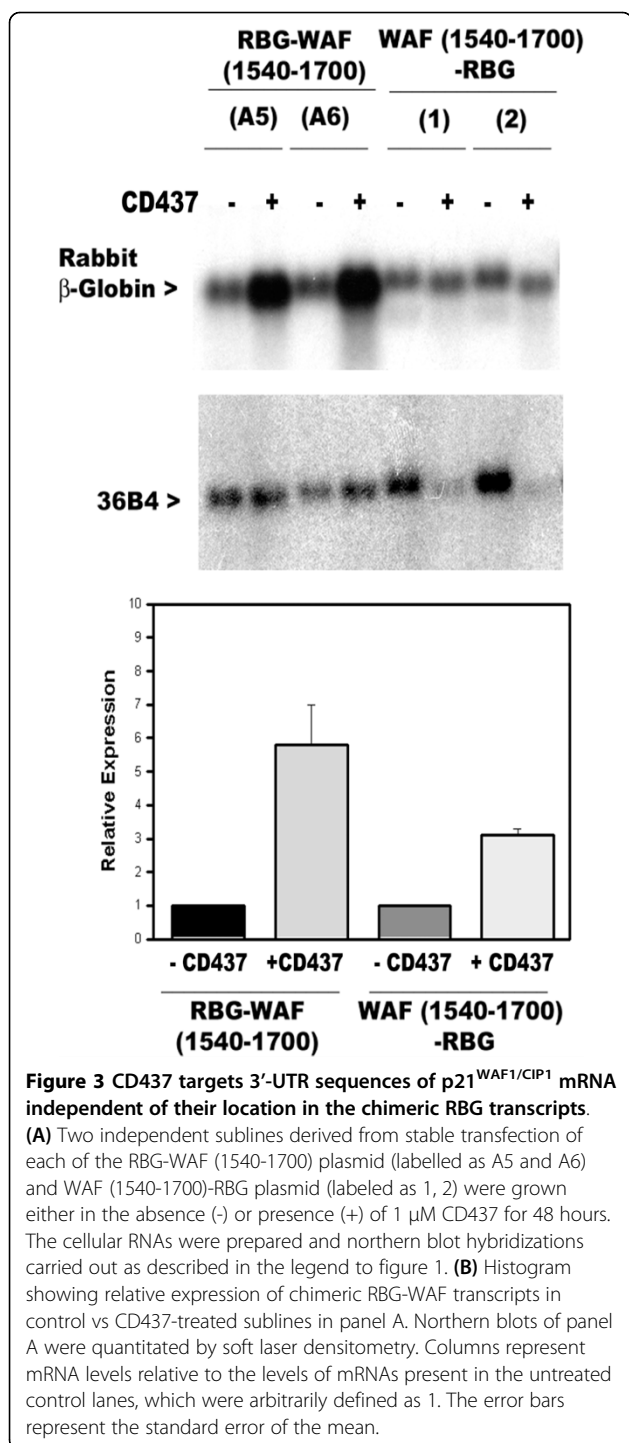 RBG-WAF WAF (1540-1700)
(1540-1700) -RBG
(A5) (A6) (1) (2)
CD437 - + - + - + - +
Rabbit
β-Globin >
36B4 >
10
9
8
7
6
5
4
3
2
1
0
Relative Expression
- CD437 +CD437 - CD437 + CD437
RBG-WAF WAF (1540-1700)
(1540-1700) -RBG
Figure 3 CD437 targets 3'-UTR sequences of p21WAF1/CIP1 mRNA
independent of their location in the chimeric RBG transcripts.
(A) Two independent sublines derived from stable transfection of
each of the RBG-WAF (1540-1700) plasmid (labelled as A5 and A6)
and WAF (1540-1700)-RBG plasmid (labeled as 1, 2) were grown
either in the absence (-) or presence (+) of 1 μM CD437 for 48 hours.
The cellular RNAs were prepared and northern blot hybridizations
carried out as described in the legend to figure 1. (B) Histogram
showing relative expression of chimeric RBG-WAF transcripts in
control vs CD437-treated sublines in panel A. Northern blots of panel
A were quantitated by soft laser densitometry. Columns represent
mRNA levels relative to the levels of mRNAs present in the untreated
control lanes, which were arbitrarily defined as 1. The error bars
represent the standard error of the mean.